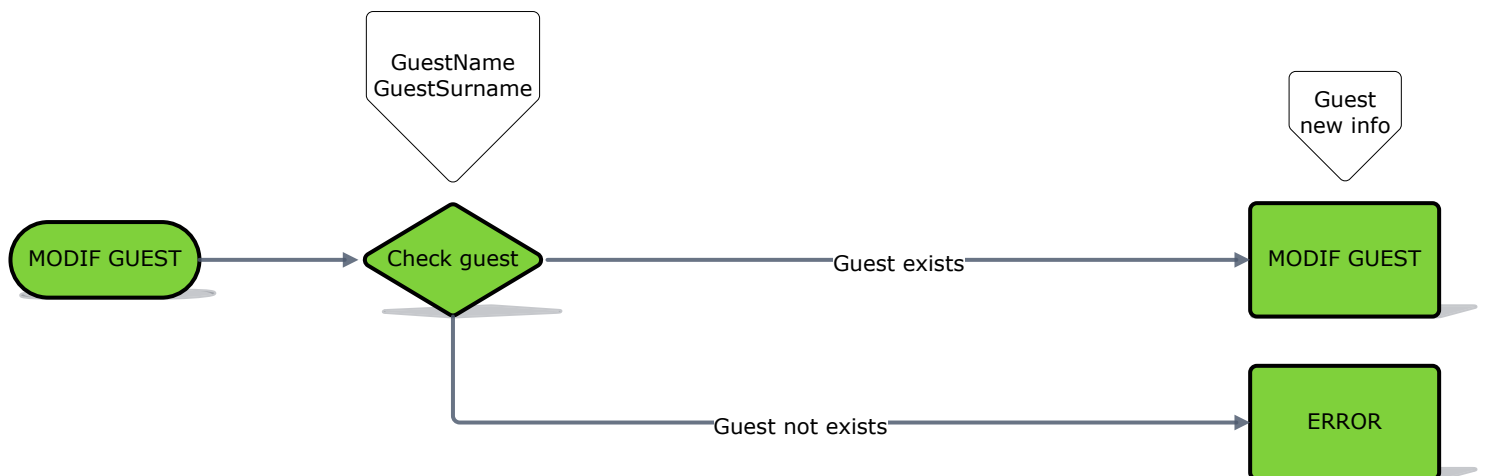 GuestName
GuestSurname
Guest
new info
MODIF GUEST
Check guest
Guest exists
MODIF GUEST
Guest not exists
ERROR